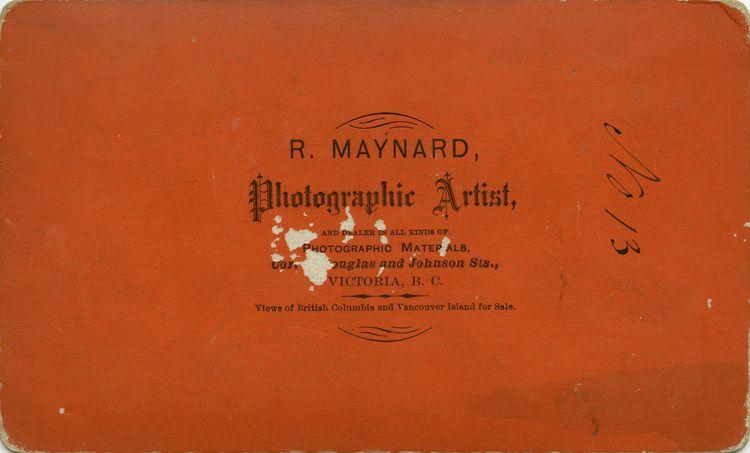 R. MAYNARD,
Photographic Artist,
AND DEALER IN ALL KINDS OF
PHOTOGRAPHIC MATERIALS,
Cor. Douglas and Johnson Sts.,
VICTORIA, B. C.
Views of British Columbia and Vancouver Island for Sale.
No 13